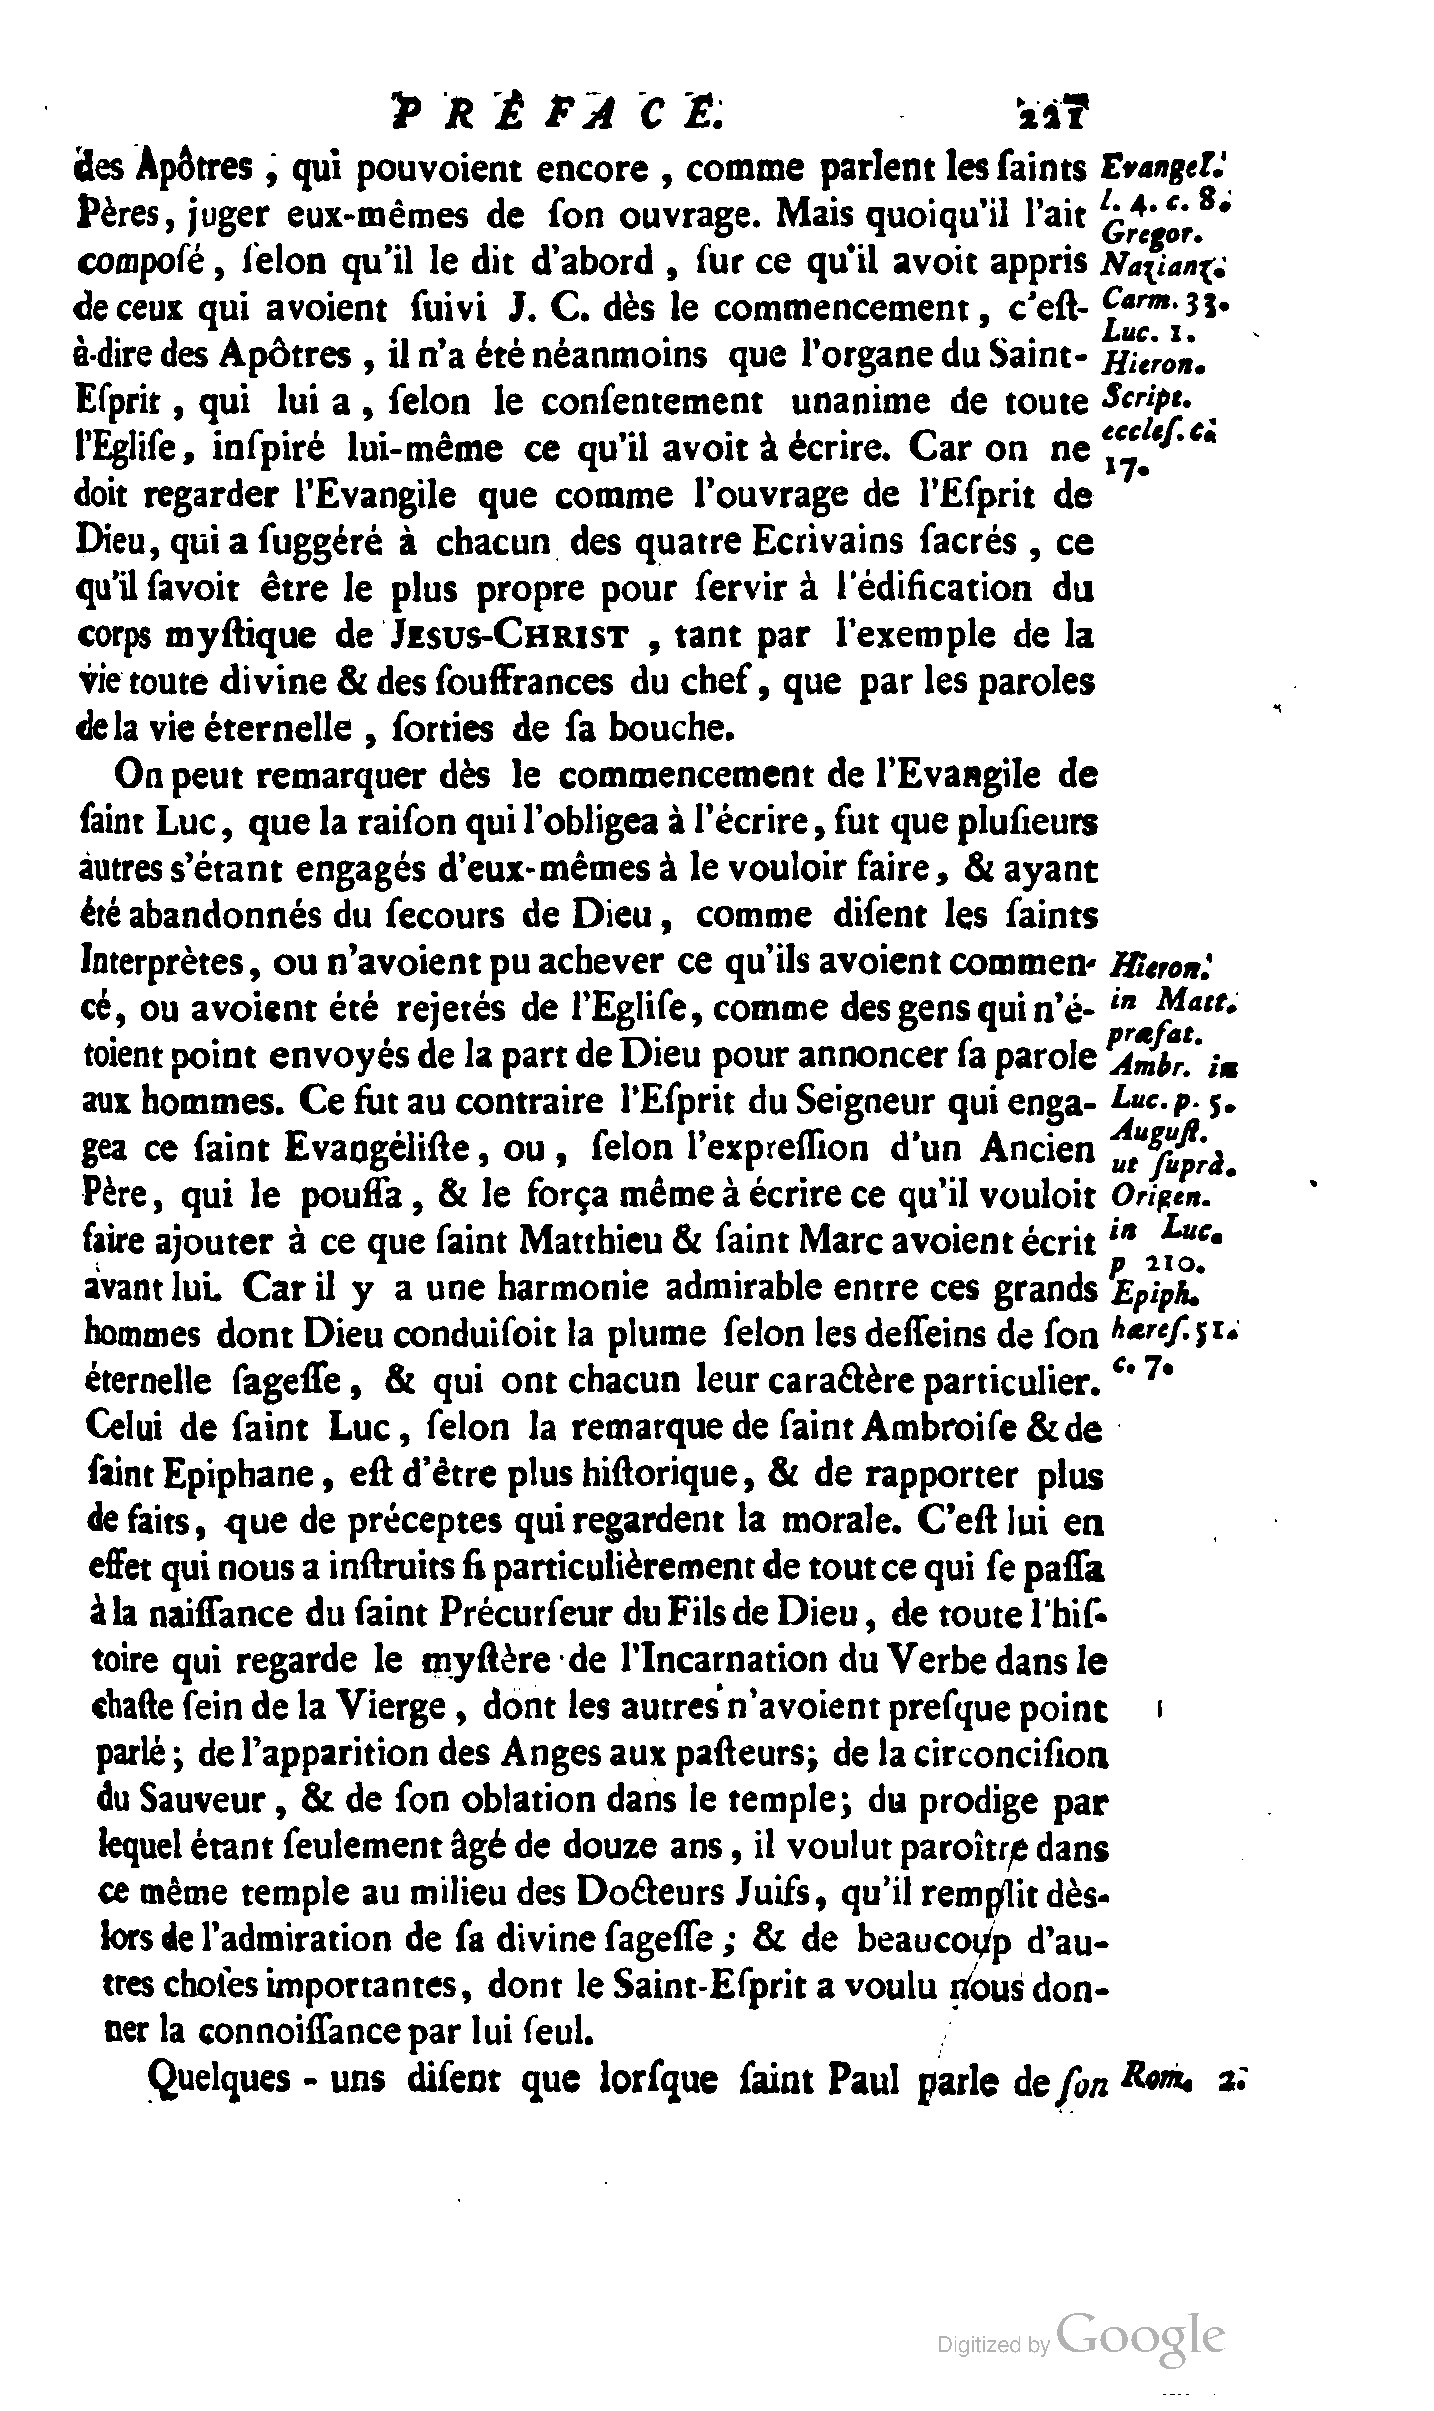 PRÉFACE. 227
des Apôtres, qui pouvoient encore, comme parlent les ſaints
Pères, juger eux-mêmes de ſon ouvrage. Mais quoiqu'il l'ait
compoſé, ſelon qu'il le dit d'abord, ſur ce qu'il avoit appris
de ceux qui avoient ſuivi J. C. dès le commencement, c'eſt-
à-dire des Apôtres, il n'a été néanmoins que l'organe du Saint-
Eſprit, qui lui a, ſelon le conſentement unanime de toute
l'Egliſe, inſpiré lui-même ce qu'il avoit à écrire. Car on ne
doit regarder l'Evangile que comme l'ouvrage de l'Eſprit de
Dieu, qui a ſuggéré à chacun des quatre Ecrivains ſacrés, ce
qu'il ſavoit être le plus propre pour ſervir à l'édification du
corps myſtique de JESUS-CHRIST, tant par l'exemple de la
vie toute divine & des ſouffrances du chef, que par les paroles
de la vie éternelle, ſorties de ſa bouche.
On peut remarquer dès le commencement de l'Evangile de
ſaint Luc, que la raiſon qui l'obligea à l'écrire, fut que pluſieurs
autres s'étant engagés d'eux-mêmes à le vouloir faire, & ayant
été abandonnés du ſecours de Dieu, comme diſent les ſaints
Interprètes, ou n'avoient pu achever ce qu'ils avoient commen-
cé, ou avoient été rejetés de l'Egliſe, comme des gens qui n'é-
toient point envoyés de la part de Dieu pour annoncer ſa parole
aux hommes. Ce fut au contraire l'Eſprit du Seigneur qui enga-
gea ce ſaint Evangéliſte, ou, ſelon l'expreſſion d'un Ancien
Père, qui le pouſſa, & le força même à écrire ce qu'il vouloit
faire ajouter à ce que ſaint Matthieu & ſaint Marc avoient écrit
avant lui. Car il y a une harmonie admirable entre ces grands
hommes dont Dieu conduiſoit la plume ſelon les deſſeins de ſon
éternelle ſageſſe, & qui ont chacun leur caractère particulier.
Celui de ſaint Luc, ſelon la remarque de ſaint Ambroiſe & de
ſaint Epiphane, eſt d'être plus hiſtorique, & de rapporter plus
de faits, que de préceptes qui regardent la morale. C'eſt lui en
effet qui nous a inſtruits ſi particulièrement de tout ce qui ſe paſſa
à la naiſſance du ſaint Précurſeur du Fils de Dieu, de toute l'hiſ-
toire qui regarde le myſtère de l'Incarnation du Verbe dans le
chaſte ſein de la Vierge, dont les autres n'avoient preſque point
parlé; de l'apparition des Anges aux paſteurs; de la circonciſion
du Sauveur, & de ſon oblation dans le temple; du prodige par
lequel étant ſeulement âgé de douze ans, il voulut paroître dans
ce même temple au milieu des Docteurs Juifs, qu'il remplit dès-
lors de l'admiration de ſa divine ſageſſe; & de beaucoup d'au-
tres choſes importantes, dont le Saint-Eſprit a voulu nous don-
ner la connoiſſance par lui ſeul.
Quelques-uns diſent que lorſque ſaint Paul parle de ſon
Evangel.
l. 4. c. 8.
Gregor.
Nazianz.
Carm. 33.
Luc. 1.
Hieron.
Script.
eccleſ. c.
17.
Hieron.
in Matt.
præfat.
Ambr. in
Luc. p. 5.
Auguſt.
ut ſuprà.
Origen.
in Luc.
p 210.
Epiph.
hæreſ. 51.
c. 7.
Rom. 2.
Digitized by Google